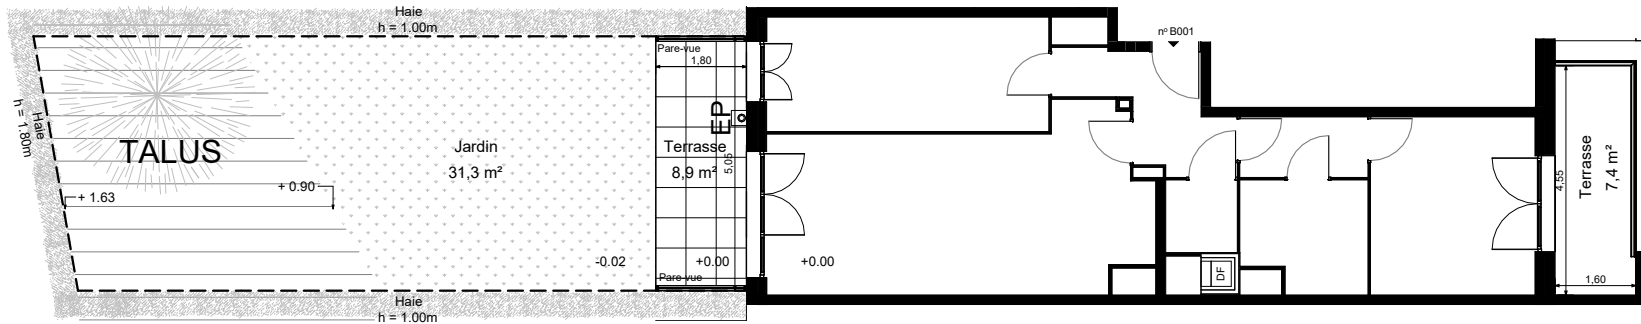 Haie
h = 1.00m
Haie
h = 1.80m
TALUS
+ 1.63
+ 0.90
Jardin
31,3 m²
-0.02
Pare-vue
1,80
EP
Terrasse
8,9 m²
5,05
+0.00
Pare-vue
+0.00
Haie
h = 1.00m
n° B001
DF
4,55
Terrasse
7,4 m²
1,60